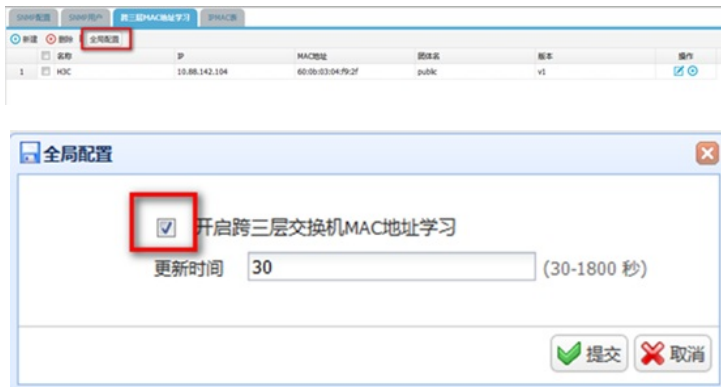 SNMP配置 SNMP用户 跨三层MAC地址学习 IPMAC表
新建 删除 全局配置
名称 IP MAC地址 团体名 版本 操作
1 H3C 10.88.142.104 60:0b:03:04:f9:2f public v1
全局配置
开启跨三层交换机MAC地址学习
更新时间 30 (30-1800 秒)
提交 取消